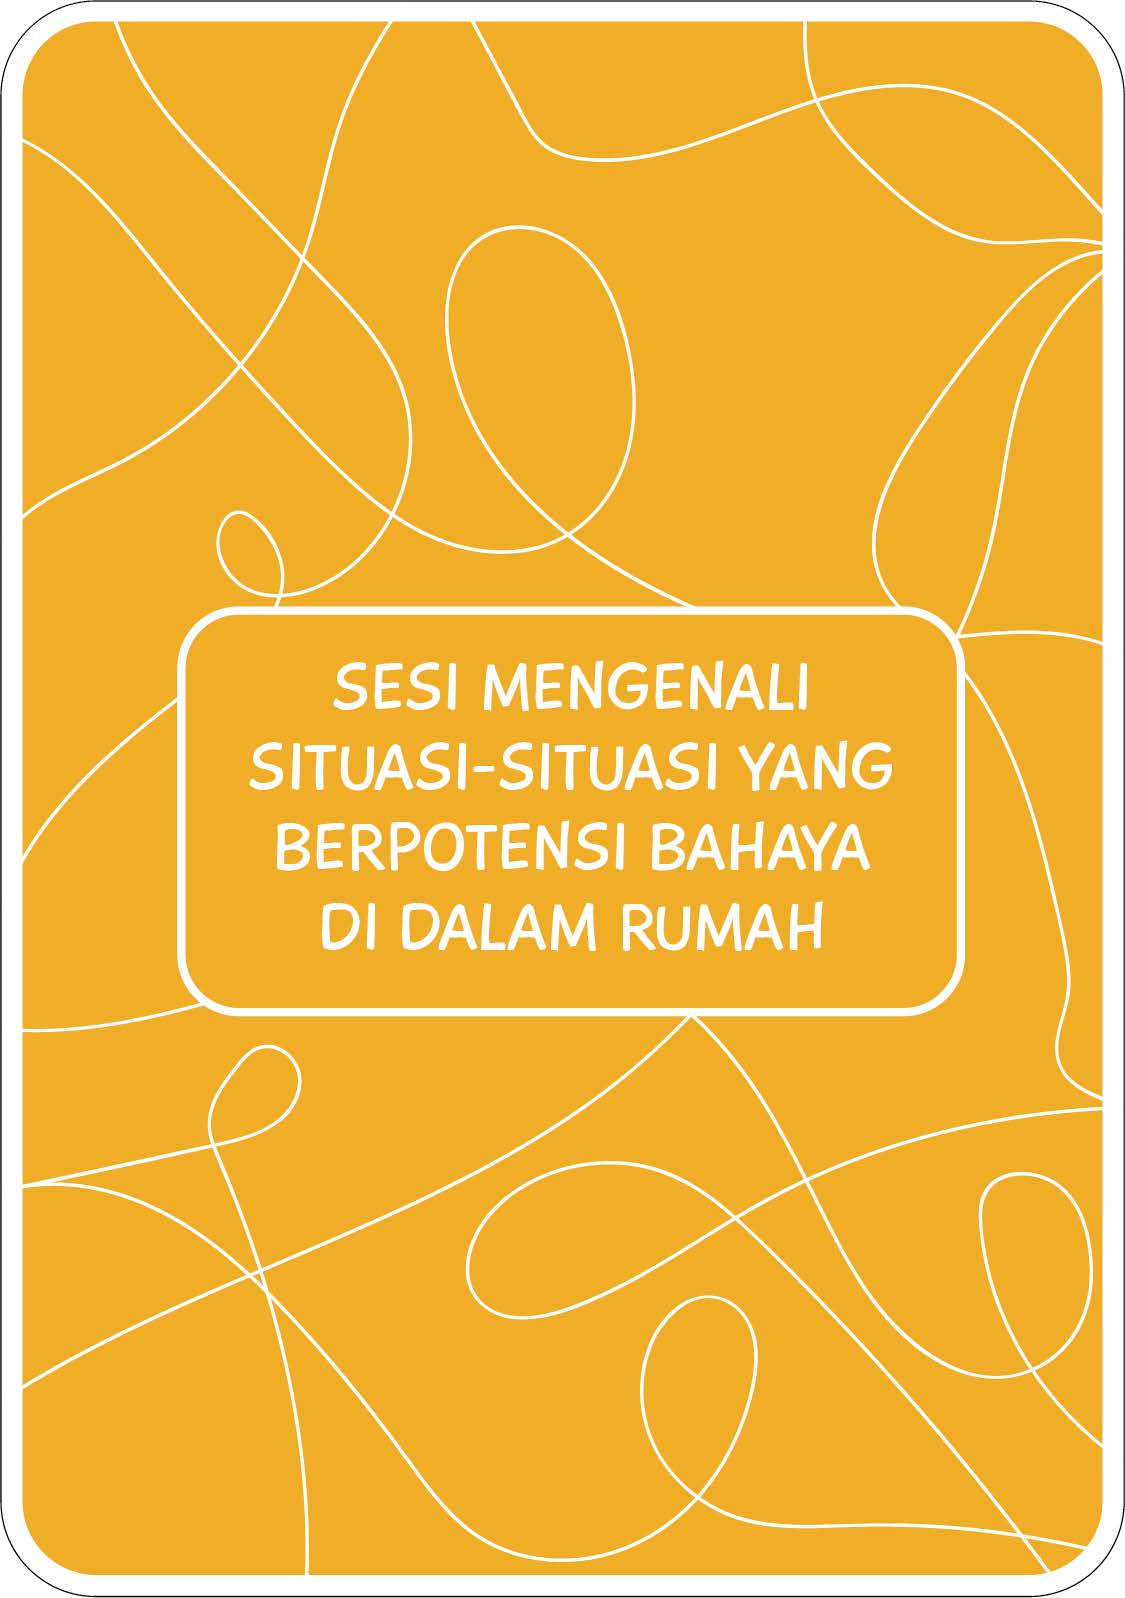 SESI MENGENALI
SITUASI-SITUASI YANG
BERPOTENSI BAHAYA
DI DALAM RUMAH